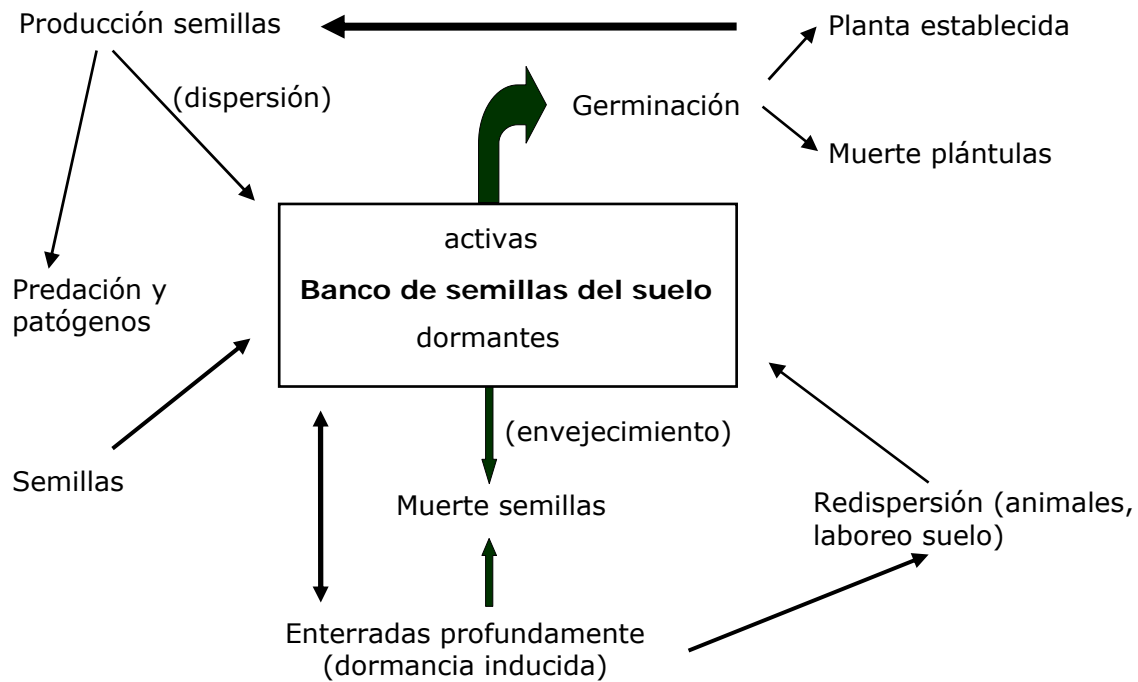 Producción semillas
Planta establecida
(dispersión)
Germinación
Muerte plántulas
activas
Banco de semillas del suelo
dormantes
Predación y
patógenos
(envejecimiento)
Semillas
Muerte semillas
Redispersión (animales,
laboreo suelo)
Enterradas profundamente
(dormancia inducida)